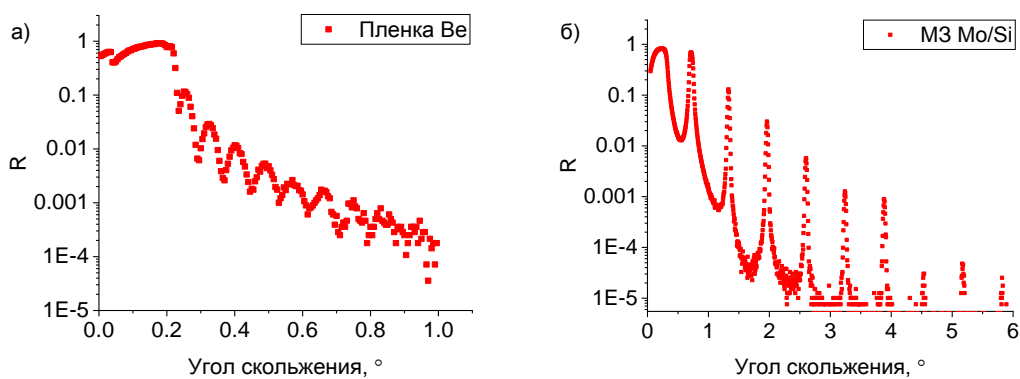 а)
Пленка Be
R
1
0.1
0.01
0.001
1E-4
1E-5
0.0 0.2 0.4 0.6 0.8 1.0
Угол скольжения, °
б)
МЗ Mo/Si
R
1
0.1
0.01
0.001
1E-4
1E-5
0 1 2 3 4 5 6
Угол скольжения, °